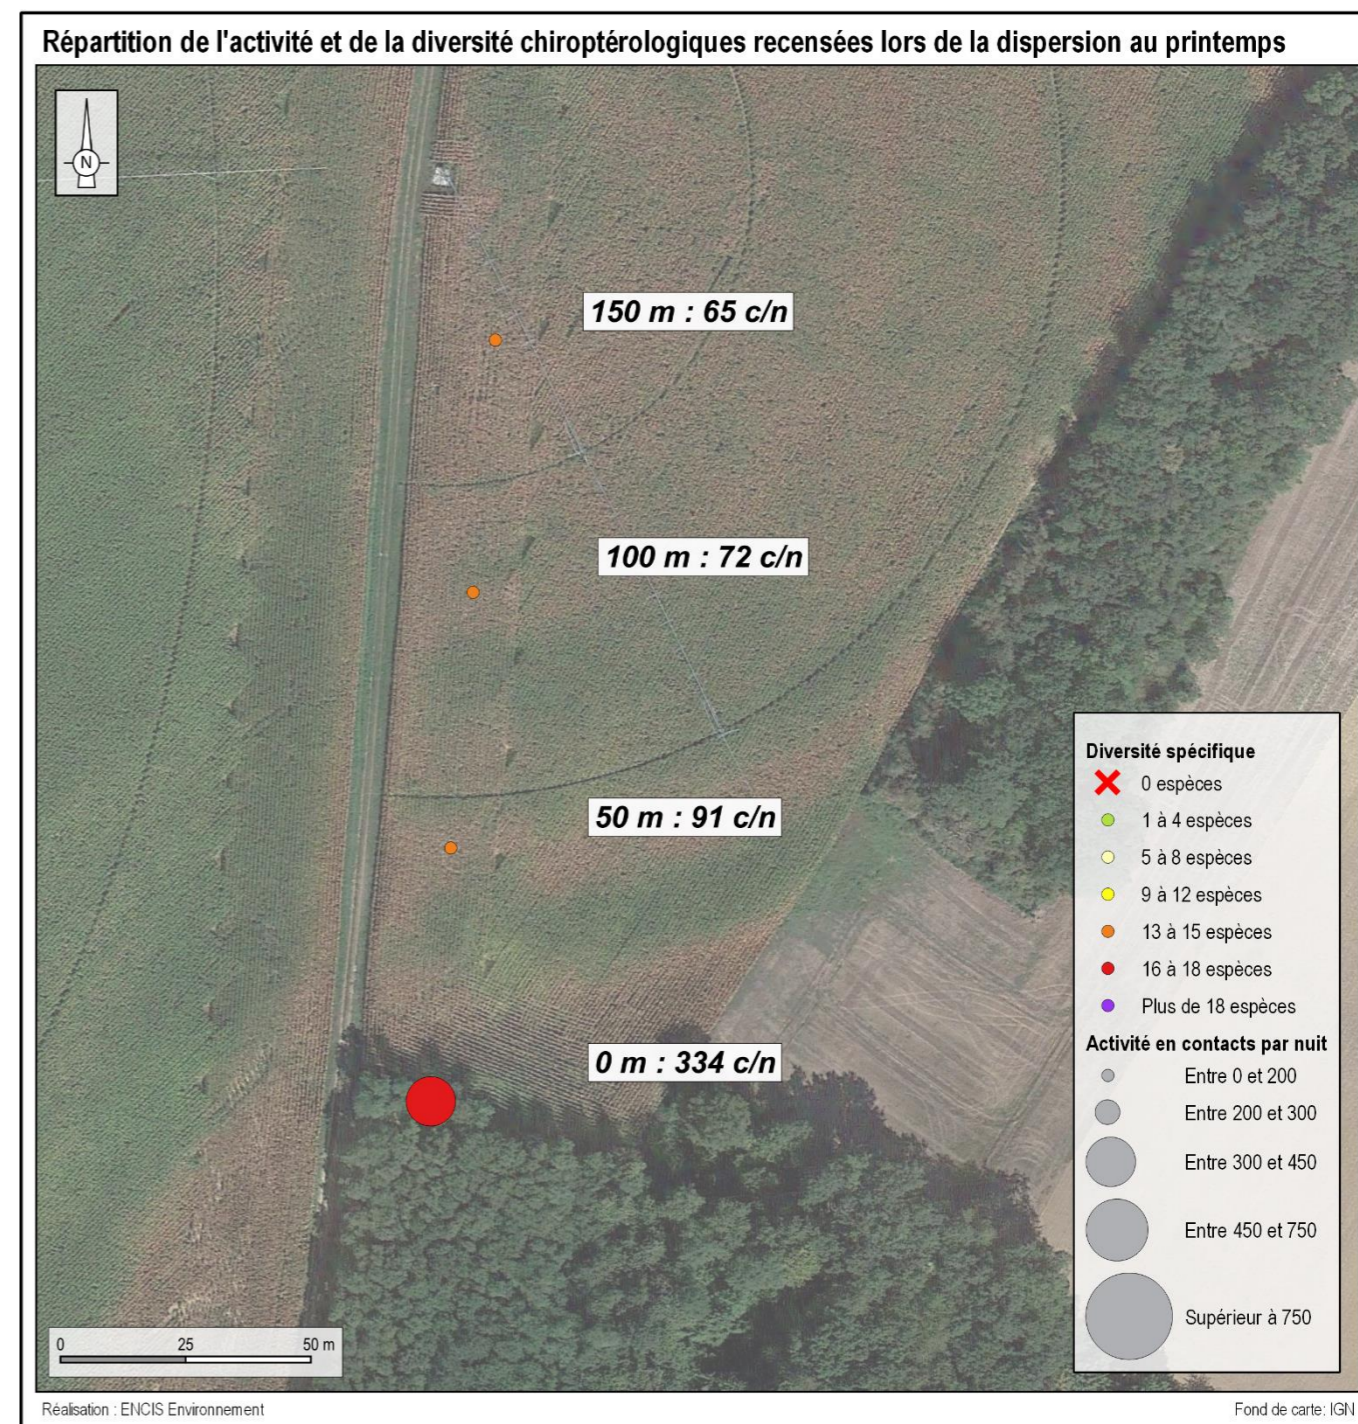 Répartition de l'activité et de la diversité chiroptérologiques recensées lors de la dispersion au printemps
N
150 m : 65 c/n
100 m : 72 c/n
50 m : 91 c/n
0 m : 334 c/n
Diversité spécifique
0 espèces
1 à 4 espèces
5 à 8 espèces
9 à 12 espèces
13 à 15 espèces
16 à 18 espèces
Plus de 18 espèces
Activité en contacts par nuit
Entre 0 et 200
Entre 200 et 300
Entre 300 et 450
Entre 450 et 750
Supérieur à 750
0 25 50 m
Réalisation : ENCIS Environnement
Fond de carte: IGN